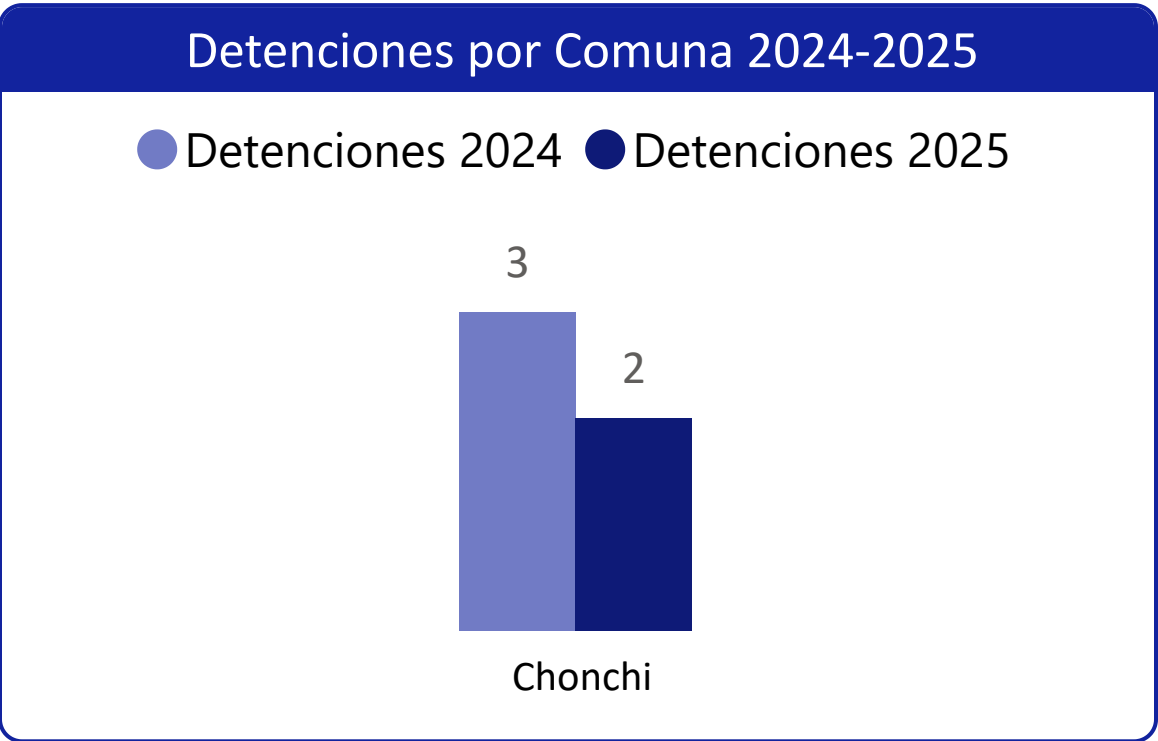 Detenciones por Comuna 2024-2025
Detenciones 2024 Detenciones 2025
3
2
Chonchi